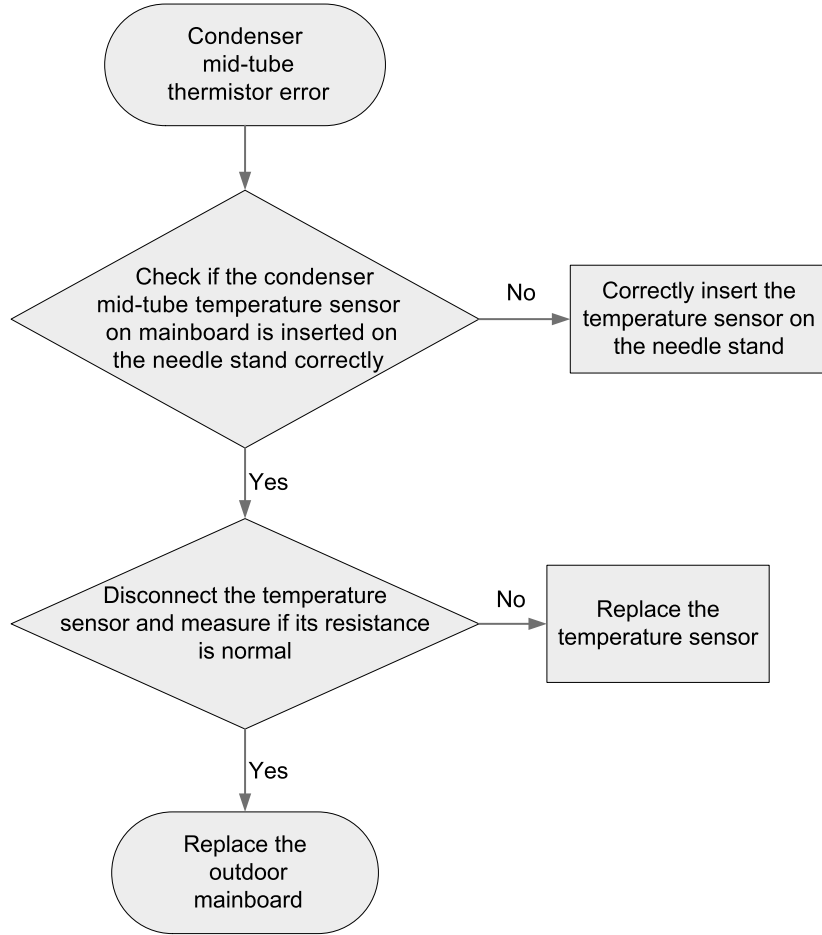 Condenser
mid-tube
thermistor error
Check if the condenser
mid-tube temperature sensor
on mainboard is inserted on
the needle stand correctly
No
Correctly insert the
temperature sensor on
the needle stand
Yes
Disconnect the temperature
sensor and measure if its resistance
is normal
No
Replace the
temperature sensor
Yes
Replace the
outdoor
mainboard